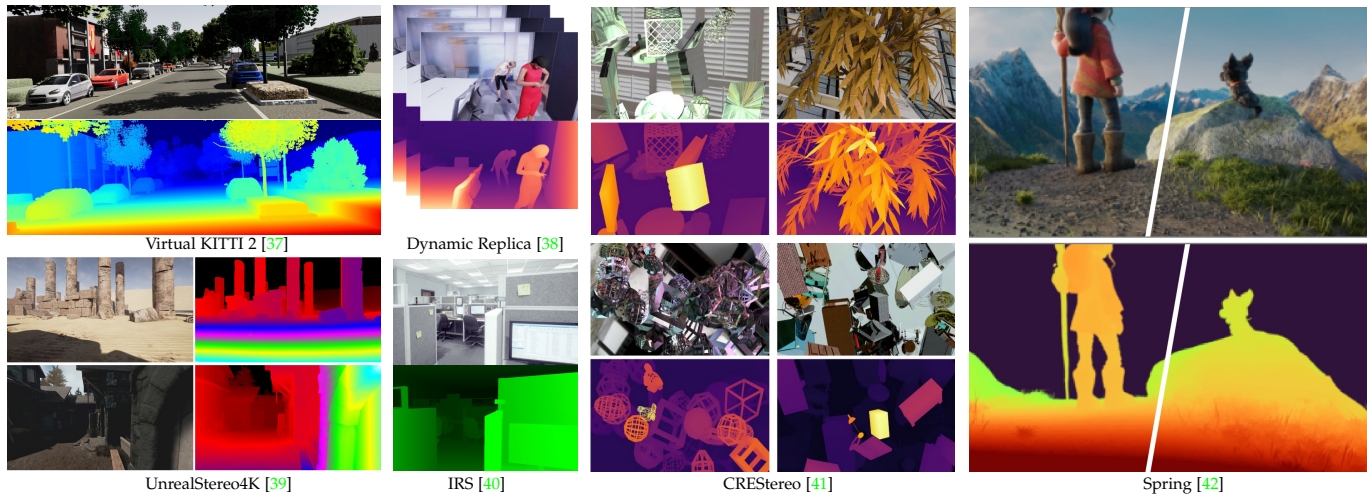 Virtual KITTI 2 [37]
Dynamic Replica [38]
UnrealStereo4K [39]
IRS [40]
CREStereo [41]
Spring [42]